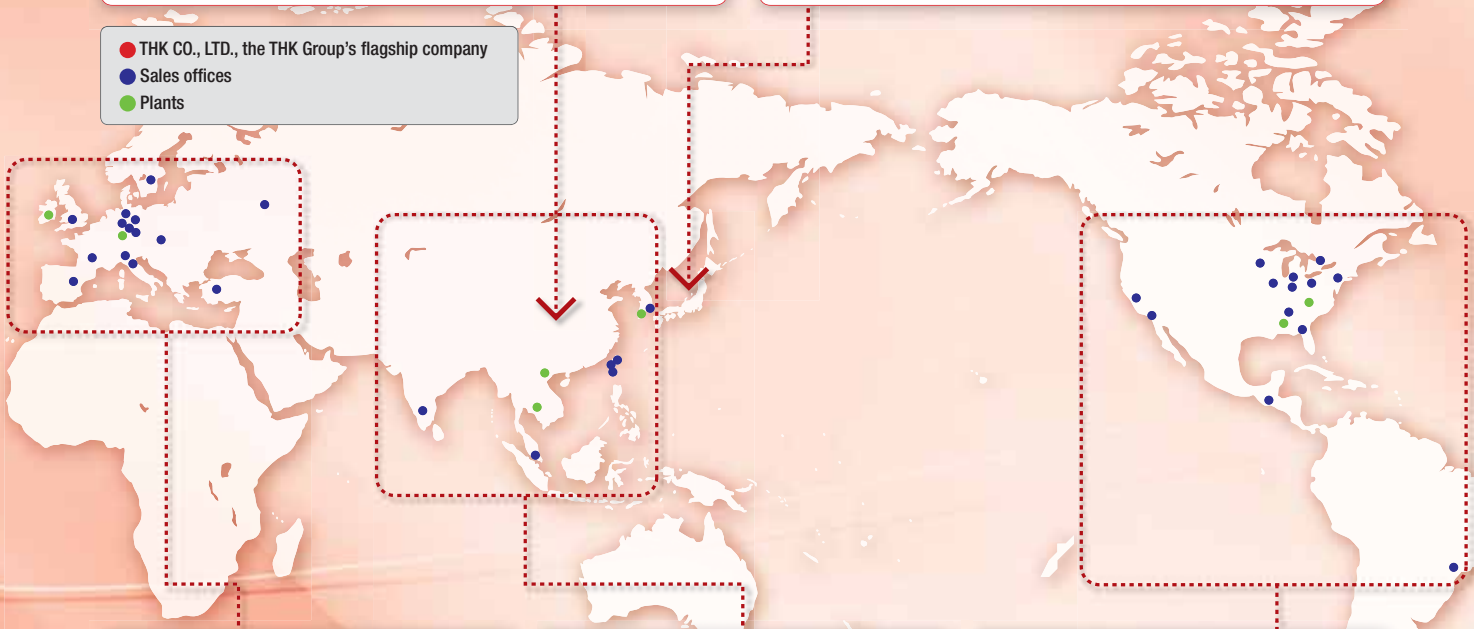 THK CO., LTD., the THK Group's flagship company
Sales offices
Plants